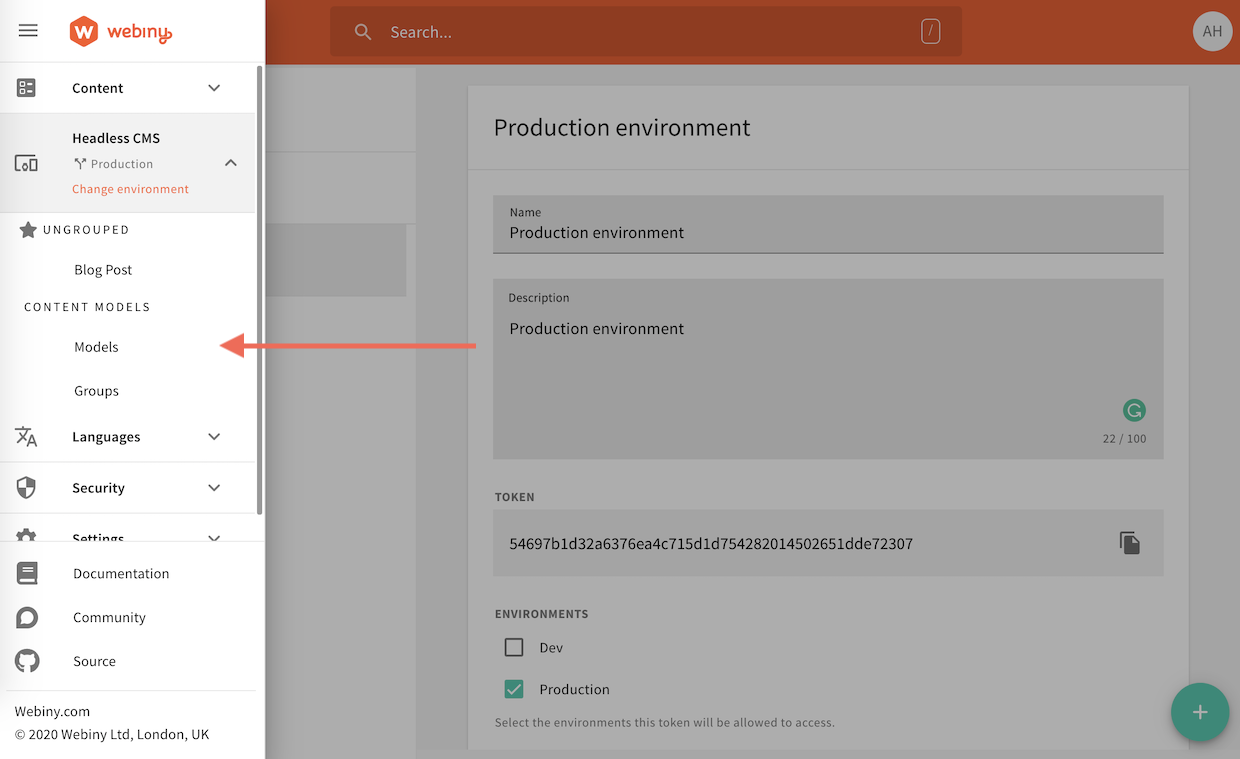 webiny
Search...
/
AH
Content
Headless CMS
Production
Change environment
UNGROUPED
Blog Post
CONTENT MODELS
Models
Groups
Languages
Security
Settings
Documentation
Community
Source
Webiny.com
© 2020 Webiny Ltd, London, UK
Production environment
Name
Production environment
Description
Production environment
22 / 100
TOKEN
54697b1d32a6376ea4c715d1d754282014502651dde72307
ENVIRONMENTS
Dev
Production
Select the environments this token will be allowed to access.